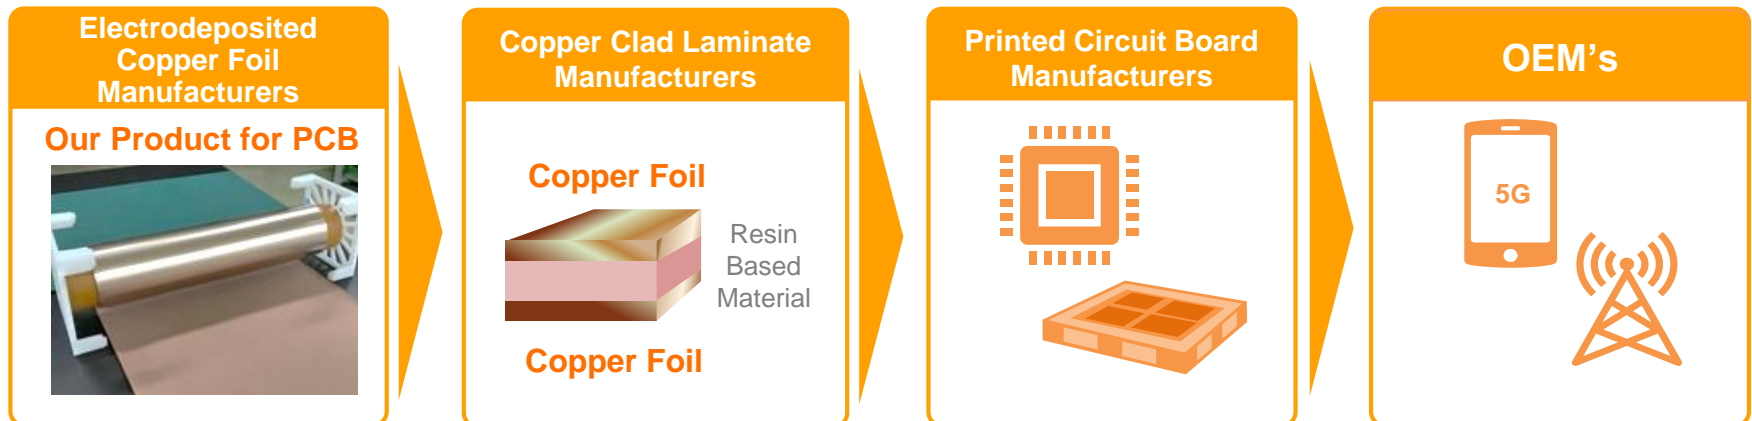 Electrodeposited
Copper Foil
Manufacturers
Our Product for PCB
Copper Clad Laminate
Manufacturers
Copper Foil
Resin
Based
Material
Copper Foil
Printed Circuit Board
Manufacturers
OEM's
5G